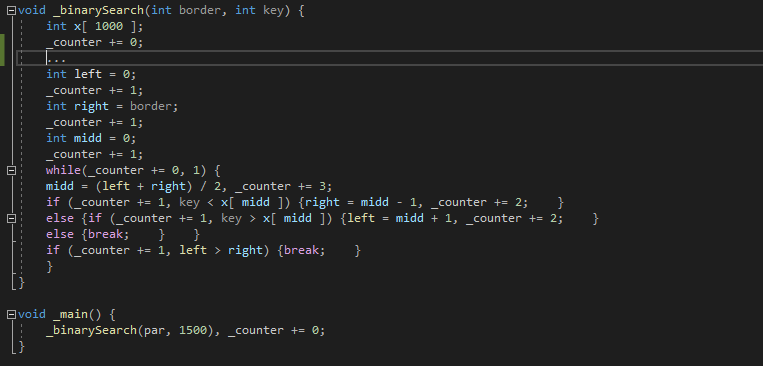 void _binarySearch(int border, int key) {
int x[ 1000 ];
_counter += 0;
...
int left = 0;
_counter += 1;
int right = border;
_counter += 1;
int midd = 0;
_counter += 1;
while(_counter += 0, 1) {
midd = (left + right) / 2, _counter += 3;
if (_counter += 1, key < x[ midd ]) {right = midd - 1, _counter += 2;    }
else {if (_counter += 1, key > x[ midd ]) {left = midd + 1, _counter += 2;    }
else {break;    }    }
if (_counter += 1, left > right) {break;    }
}
}
void _main() {
_binarySearch(par, 1500), _counter += 0;
}